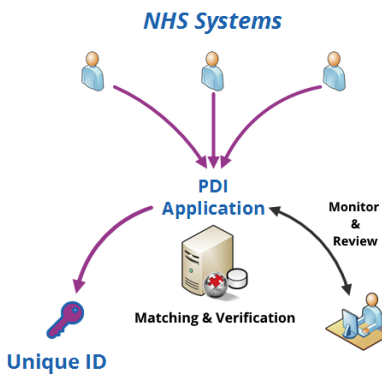 NHS Systems
PDI
Application
Monitor
&
Review
Matching & Verification
Unique ID